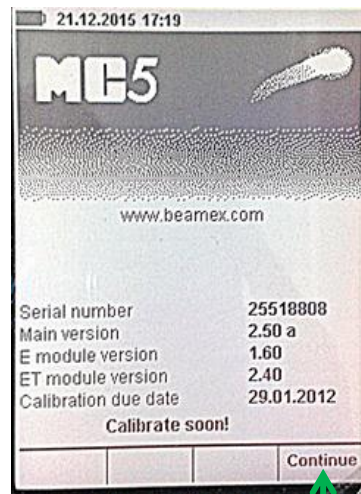 21.12.2015 17:19
MC5
www.beamex.com
Serial number 25518808
Main version 2.50 a
E module version 1.60
ET module version 2.40
Calibration due date 29.01.2012
Calibrate soon!
Continue